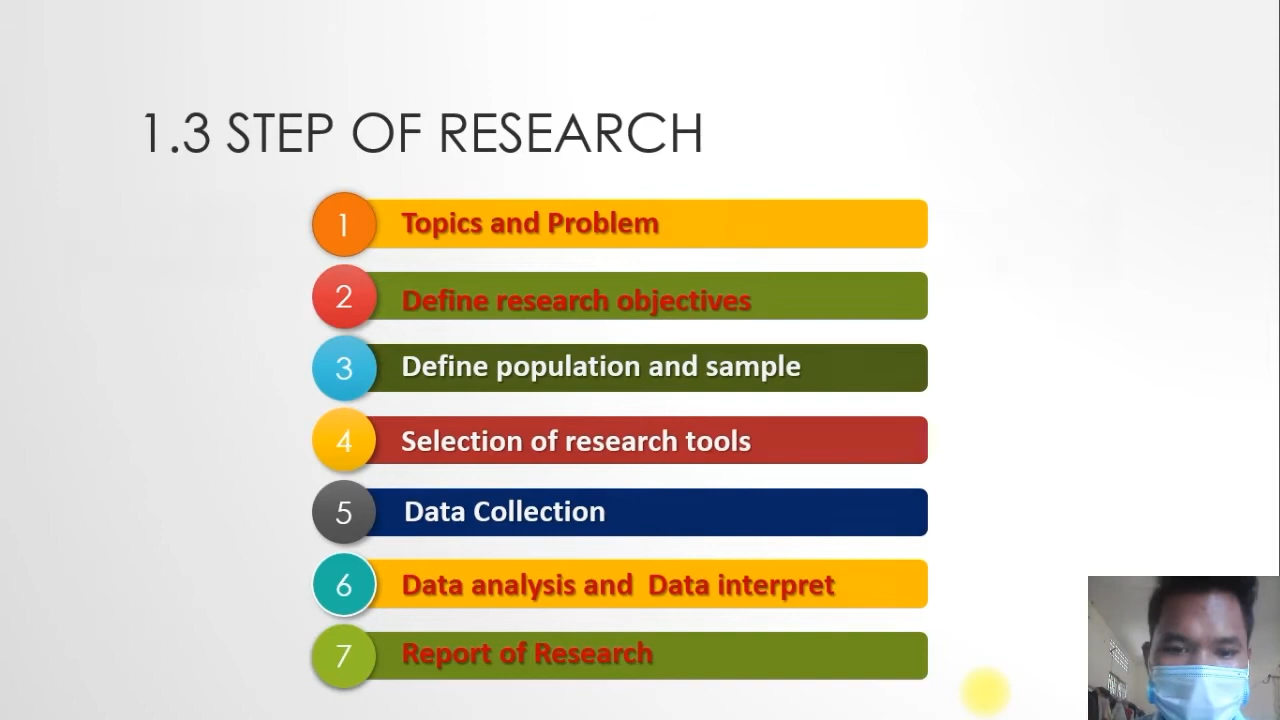 1.3 STEP OF RESEARCH
1 Topics and Problem
2 Define research objectives
3 Define population and sample
4 Selection of research tools
5 Data Collection
6 Data analysis and Data interpret
7 Report of Research